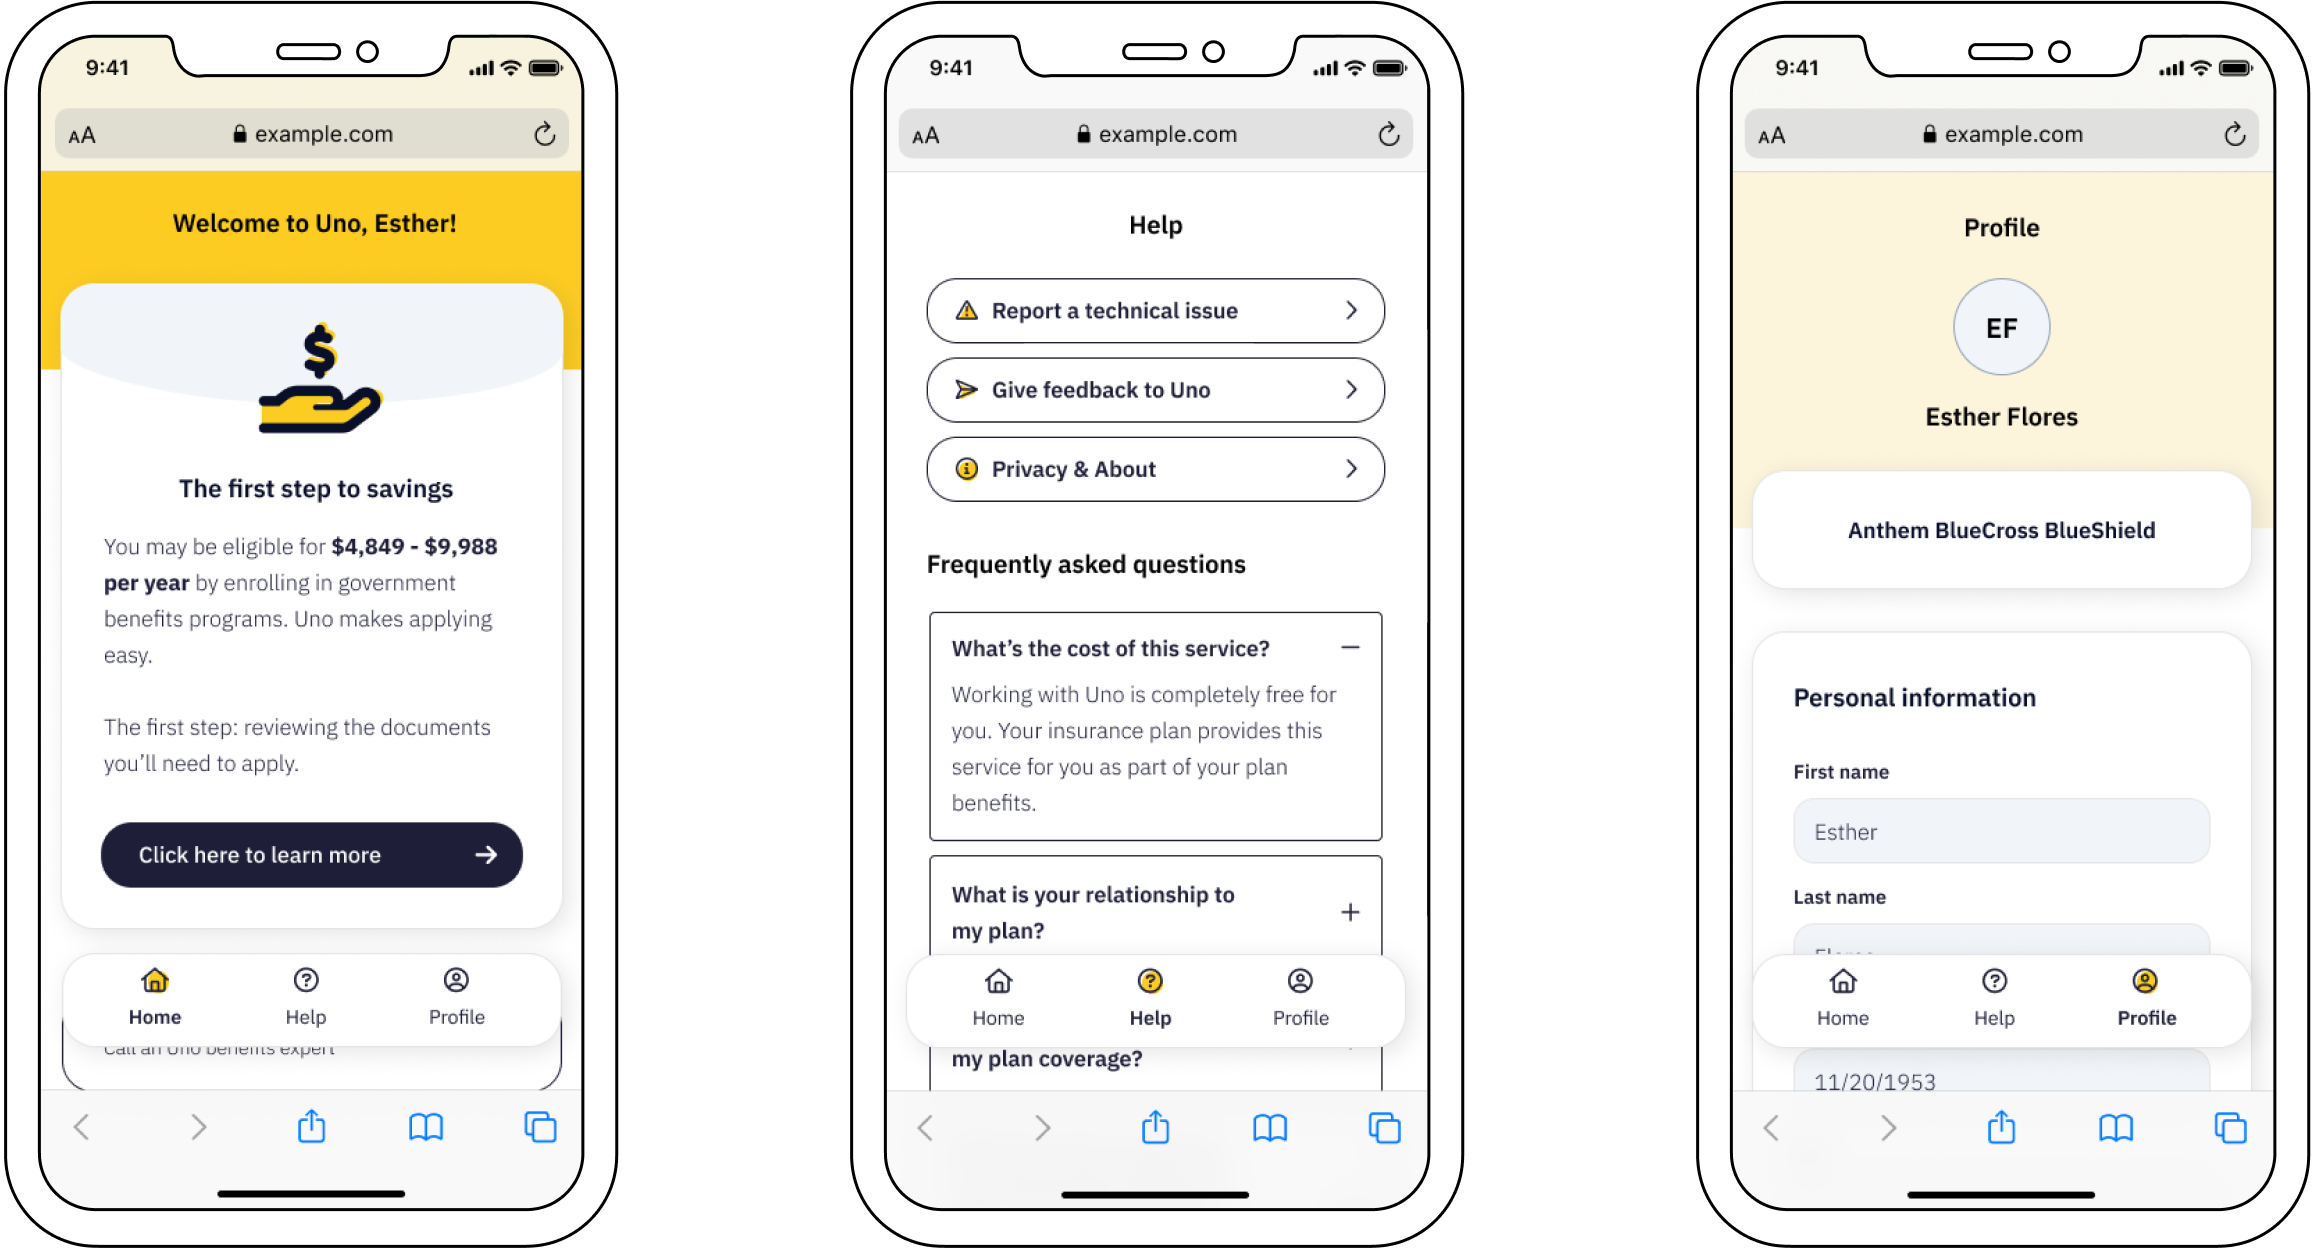 9:41
AA example.com
Welcome to Uno, Esther!
$
The first step to savings
You may be eligible for $4,849 - $9,988
per year by enrolling in government
benefits programs. Uno makes applying
easy.
The first step: reviewing the documents
you’ll need to apply.
Click here to learn more
Home Help Profile
Call an Uno benefits expert
9:41
AA example.com
Help
Report a technical issue
Give feedback to Uno
Privacy & About
Frequently asked questions
What’s the cost of this service?
Working with Uno is completely free for
you. Your insurance plan provides this
service for you as part of your plan
benefits.
What is your relationship to
my plan?
Home Help Profile
my plan coverage?
9:41
AA example.com
Profile
EF
Esther Flores
Anthem BlueCross BlueShield
Personal information
First name
Esther
Last name
Flores
Home Help Profile
11/20/1953